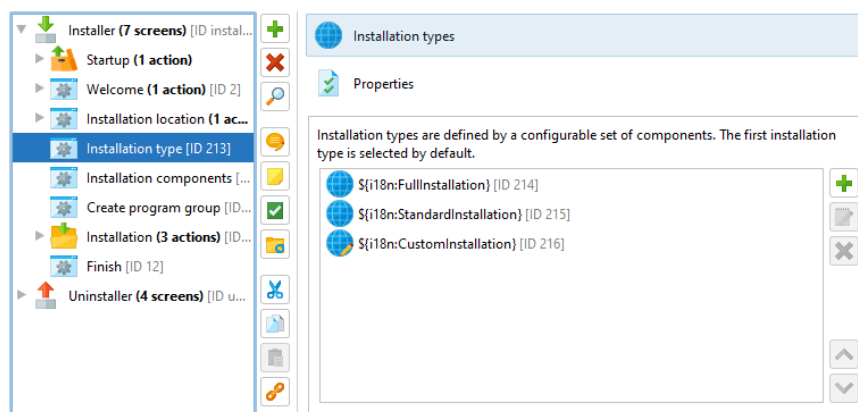 Installer (7 screens) [ID instal...
Startup (1 action)
Welcome (1 action) [ID 2]
Installation location (1 ac...
Installation type [ID 213]
Installation components [...
Create program group [ID...
Installation (3 actions) [ID...
Finish [ID 12]
Uninstaller (4 screens) [ID u...
Installation types
Properties
Installation types are defined by a configurable set of components. The first installation
type is selected by default.
${i18n:FullInstallation} [ID 214]
${i18n:StandardInstallation} [ID 215]
${i18n:CustomInstallation} [ID 216]